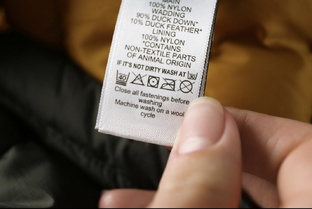 MAIN
100% NYLON
WADDING
90% DUCK DOWN*
10% DUCK FEATHER*
LINING
100% NYLON
*CONTAINS
NON-TEXTILE PARTS
OF ANIMAL ORIGIN
IF IT'S NOT DIRTY WASH AT
Close all fastenings before
washing
Machine wash on a wool
cycle